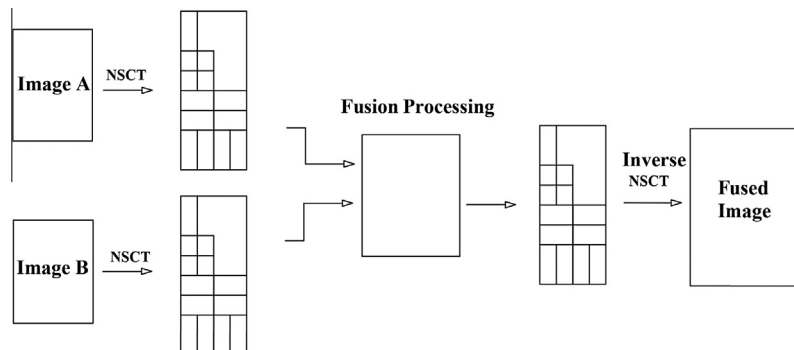 Image A
NSCT
Fusion Processing
Inverse
NSCT
Fused
Image
Image B
NSCT